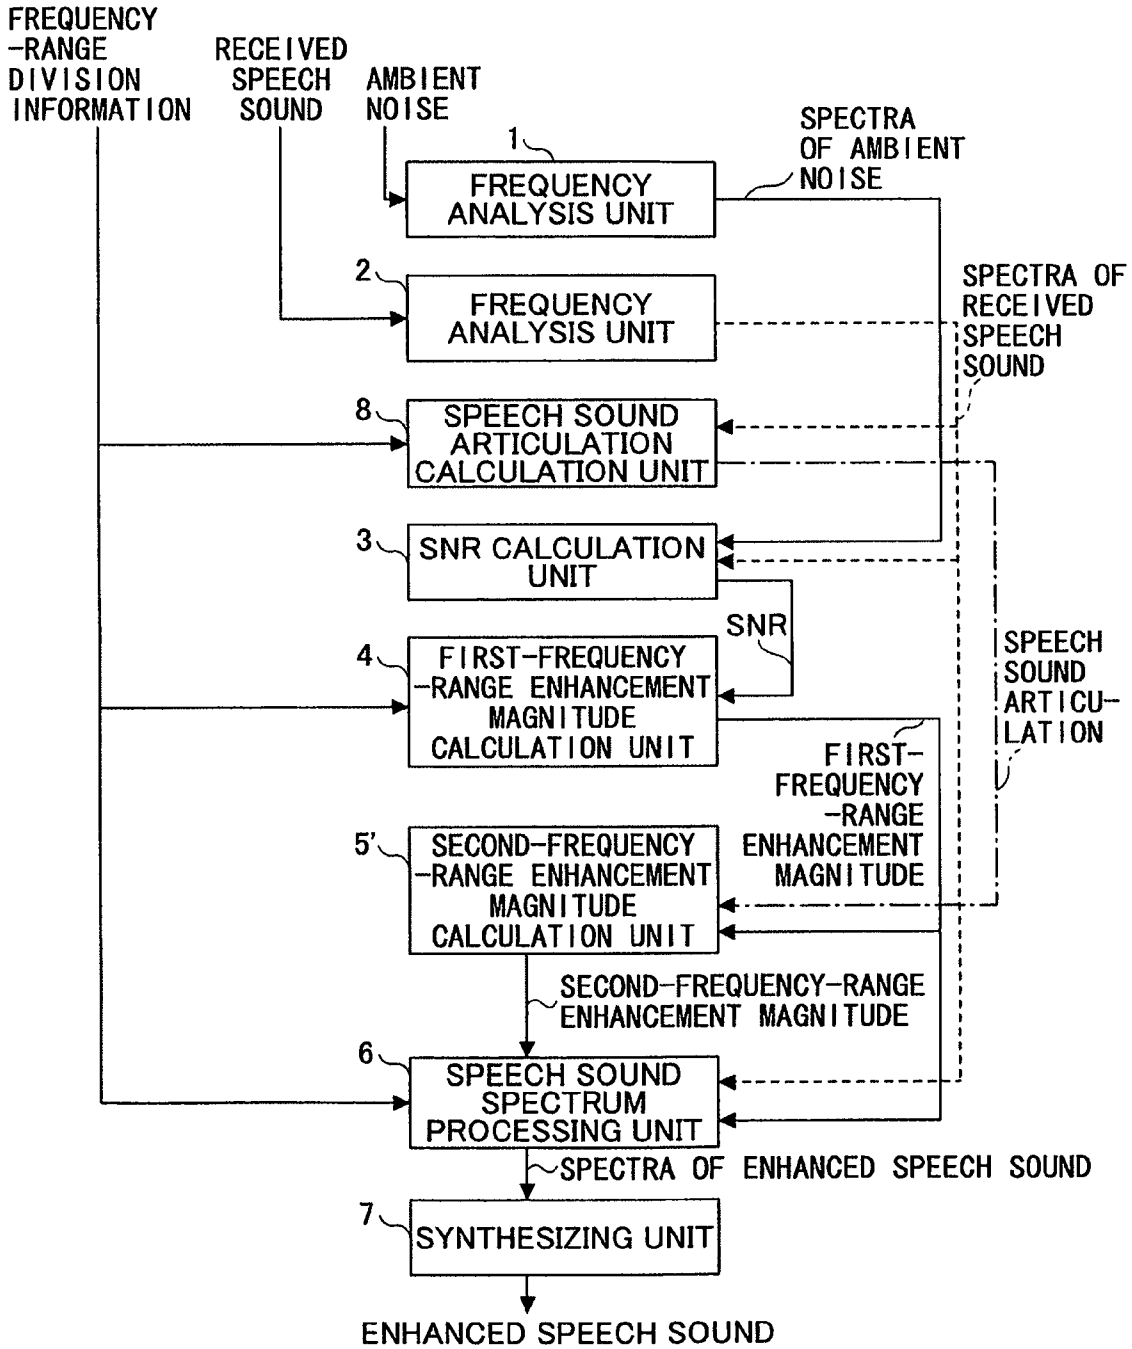 FREQUENCY
-RANGE
DIVISION
INFORMATION
RECEIVED
SPEECH
SOUND
AMBIENT
NOISE
1
FREQUENCY
ANALYSIS UNIT
SPECTRA
OF AMBIENT
NOISE
2
FREQUENCY
ANALYSIS UNIT
SPECTRA OF
RECEIVED
SPEECH
SOUND
8
SPEECH SOUND
ARTICULATION
CALCULATION UNIT
3
SNR CALCULATION
UNIT
SNR
4
FIRST-FREQUENCY
-RANGE ENHANCEMENT
MAGNITUDE
CALCULATION UNIT
SPEECH
SOUND
ARTICU-
LATION
FIRST-
FREQUENCY
-RANGE
ENHANCEMENT
MAGNITUDE
5'
SECOND-FREQUENCY
-RANGE ENHANCEMENT
MAGNITUDE
CALCULATION UNIT
SECOND-FREQUENCY-RANGE
ENHANCEMENT MAGNITUDE
6
SPEECH SOUND
SPECTRUM
PROCESSING UNIT
SPECTRA OF ENHANCED SPEECH SOUND
7
SYNTHESIZING UNIT
ENHANCED SPEECH SOUND